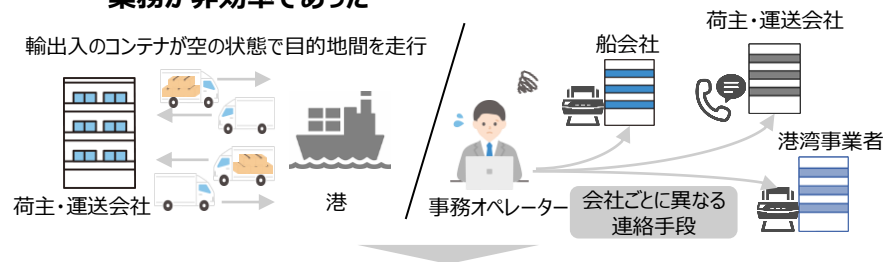 業務が非効率であった
輸出入のコンテナが空の状態で目的地間を走行
荷主・運送会社
港
船会社
荷主・運送会社
港湾事業者
事務オペレーター
会社ごとに異なる
連絡手段